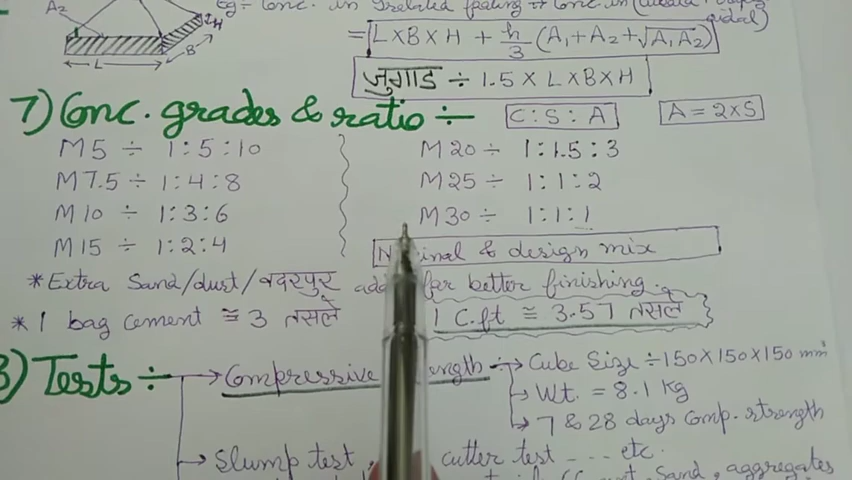 A2
Eg÷ Conc. in Isolated footing
H
L
B
= L×B×H + h/3 (A1+A2+√A1A2)
जुगाड ÷ 1.5 × L×B×H
7) Conc. grades & ratio ÷ C:S:A A=2×S
M5 ÷ 1:5:10 M20 ÷ 1:1.5:3
M7.5 ÷ 1:4:8 M25 ÷ 1:1:2
M10 ÷ 1:3:6 M30 ÷ 1:1:1
M15 ÷ 1:2:4 & design mix
*Extra Sand/dust/बदरपुर for better finishing.
* 1 bag cement ≅ 3 तसले 1 C.ft ≅ 3.57 तसले
Tests ÷ Compressive ÷ Cube Size ÷ 150×150×150 mm
Wt. = 8.1 kg
7 & 28 days Comp. strength
Slump test, cutter test --- etc.
Sand, aggregates